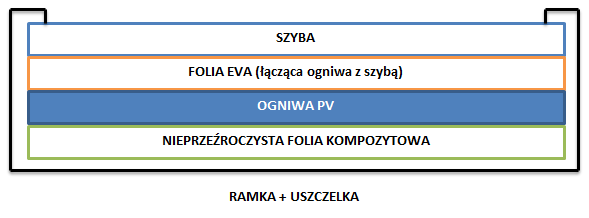 SZYBA
FOLIA EVA (łącząca ogniwa z szybą)
OGNIWA PV
NIEPRZEŹROCZYSTA FOLIA KOMPOZYTOWA
RAMKA + USZCZELKA